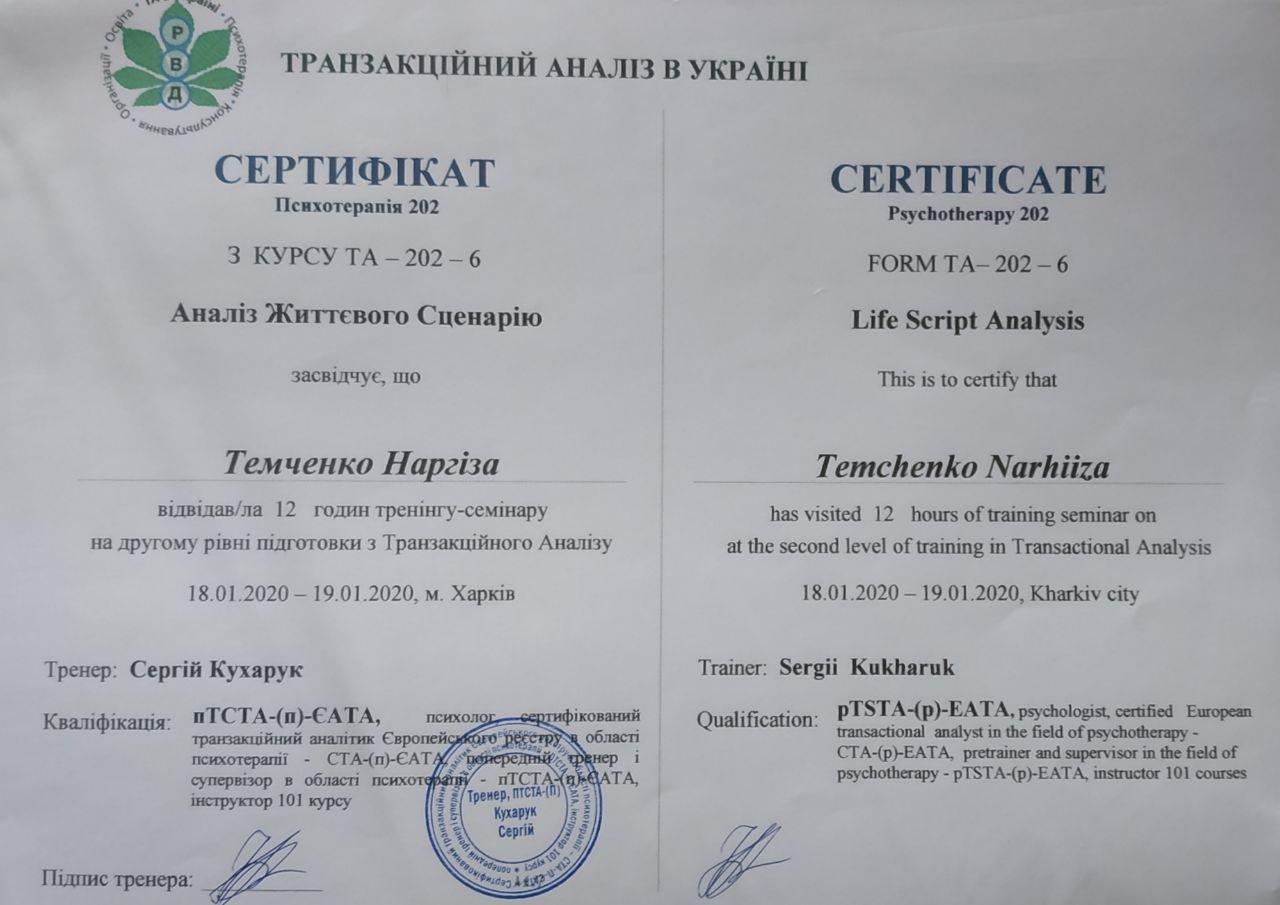 Освіта • ТА в Україні • Психотерапія • Консультування • Організації •
Р
В
Д
ТРАНЗАКЦІЙНИЙ АНАЛІЗ В УКРАЇНІ
СЕРТИФІКАТ
Психотерапія 202
З КУРСУ ТА – 202 – 6
Аналіз Життєвого Сценарію
засвідчує, що
Темченко Наргіза
відвідав/ла 12 годин тренінгу-семінару
на другому рівні підготовки з Транзакційного Аналізу
18.01.2020 – 19.01.2020, м. Харків
Тренер: Сергій Кухарук
Кваліфікація: пТСТА-(п)-ЄАТА, психолог, сертифікований
транзакційний аналітик Європейського реєстру в області
психотерапії - СТА-(п)-ЄАТА, попередній тренер і
супервізор в області психотерапії - пТСТА-(п)-ЄАТА,
інструктор 101 курсу
Тренер, ПТСТА-(П)
Кухарук
Сергій
Підпис тренера:
CERTIFICATE
Psychotherapy 202
FORM TA– 202 – 6
Life Script Analysis
This is to certify that
Temchenko Narhiiza
has visited 12 hours of training seminar on
at the second level of training in Transactional Analysis
18.01.2020 – 19.01.2020, Kharkiv city
Trainer: Sergii Kukharuk
Qualification: pTSTA-(p)-EATA, psychologist, certified European
transactional analyst in the field of psychotherapy -
CTA-(p)-EATA, pretrainer and supervisor in the field of
psychotherapy - pTSTA-(p)-EATA, instructor 101 courses